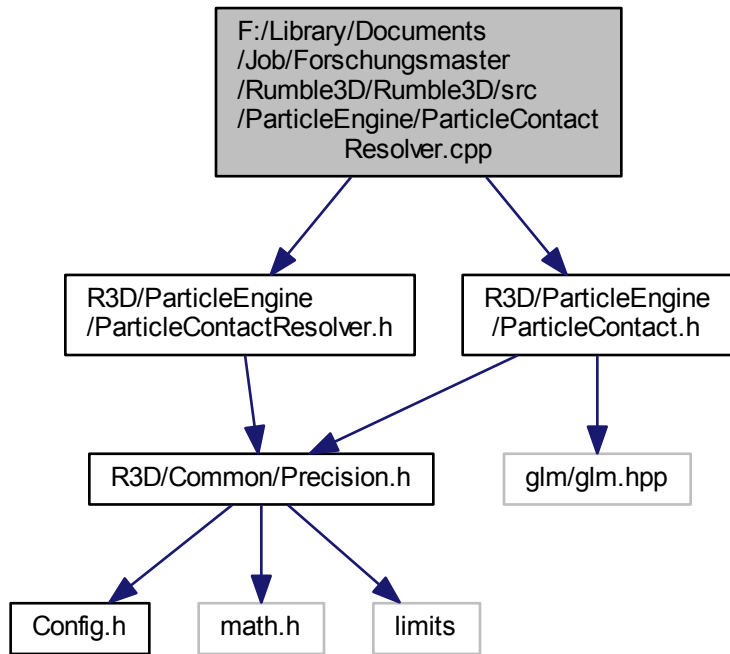 F:/Library/Documents
/Job/Forschungsmaster
/Rumble3D/Rumble3D/src
/ParticleEngine/ParticleContact
Resolver.cpp
R3D/ParticleEngine
/ParticleContactResolver.h
R3D/ParticleEngine
/ParticleContact.h
R3D/Common/Precision.h
glm/glm.hpp
Config.h
math.h
limits